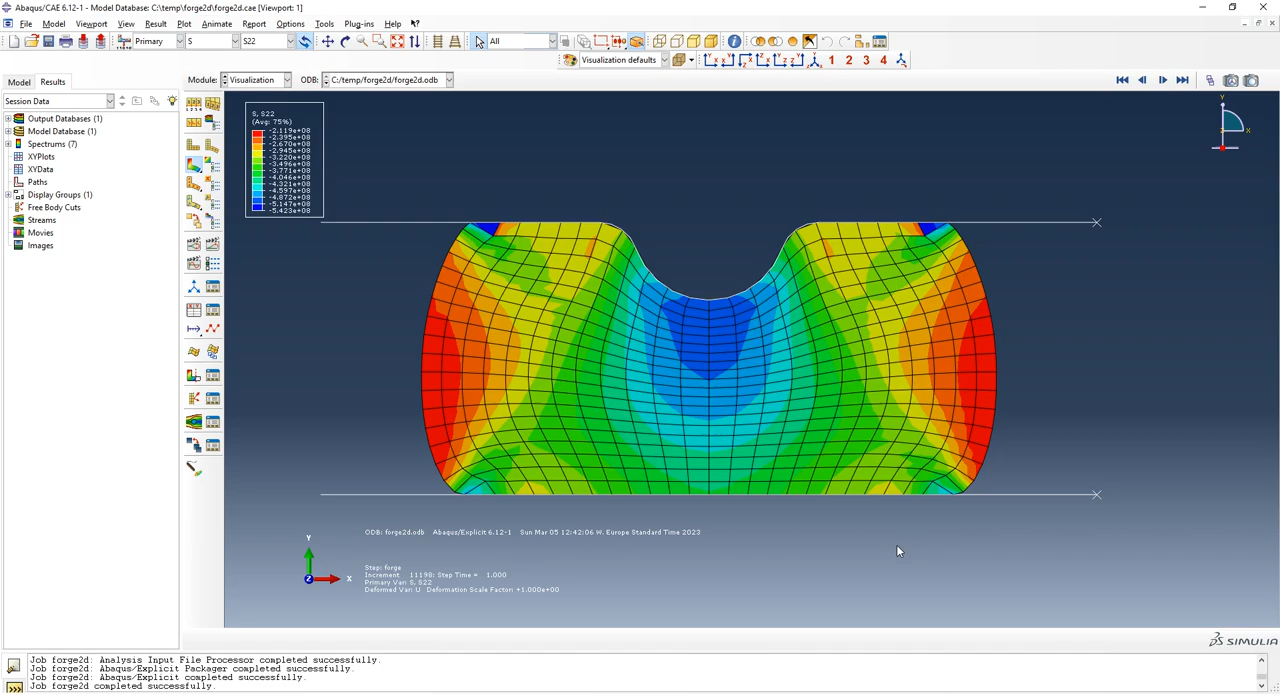 Abaqus/CAE 6.12-1 - Model Database: C:\temp\forge2d\forge2d.cae [Viewport: 1]
File Model Viewport View Result Plot Animate Report Options Tools Plug-ins Help
Primary S S22 All
Visualization defaults 1 2 3 4
Model Results Module: Visualization ODB: C:/temp/forge2d/forge2d.odb
Session Data
Output Databases (1)
Model Database (1)
Spectrums (7)
XYPlots
XYData
Paths
Display Groups (1)
Free Body Cuts
Streams
Movies
Images
S, S22
(Avg: 75%)
-2.119e+08
-2.395e+08
-2.670e+08
-2.945e+08
-3.220e+08
-3.496e+08
-3.771e+08
-4.046e+08
-4.321e+08
-4.597e+08
-4.872e+08
-5.147e+08
-5.423e+08
Y
X
Z
ODB: forge2d.odb Abaqus/Explicit 6.12-1 Sun Mar 05 12:42:06 W. Europe Standard Time 2023
Y
X
Z
Step: forge
Increment 11198: Step Time = 1.000
Primary Var: S, S22
Deformed Var: U Deformation Scale Factor: +1.000e+00
SIMULIA
Job forge2d: Analysis Input File Processor completed successfully.
Job forge2d: Abaqus/Explicit Packager completed successfully.
Job forge2d: Abaqus/Explicit completed successfully.
Job forge2d completed successfully.
>>>